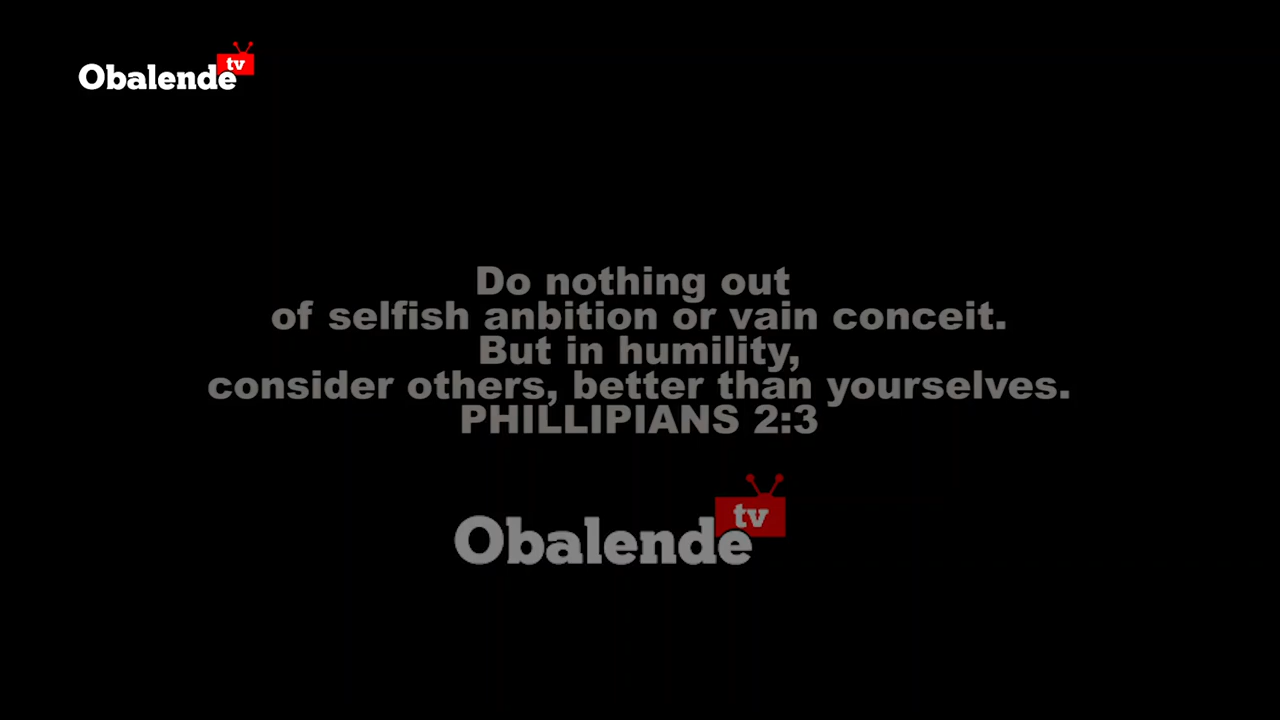 Obalende tv
Do nothing out
of selfish anbition or vain conceit.
But in humility,
consider others, better than yourselves.
PHILLIPIANS 2:3
Obalende tv